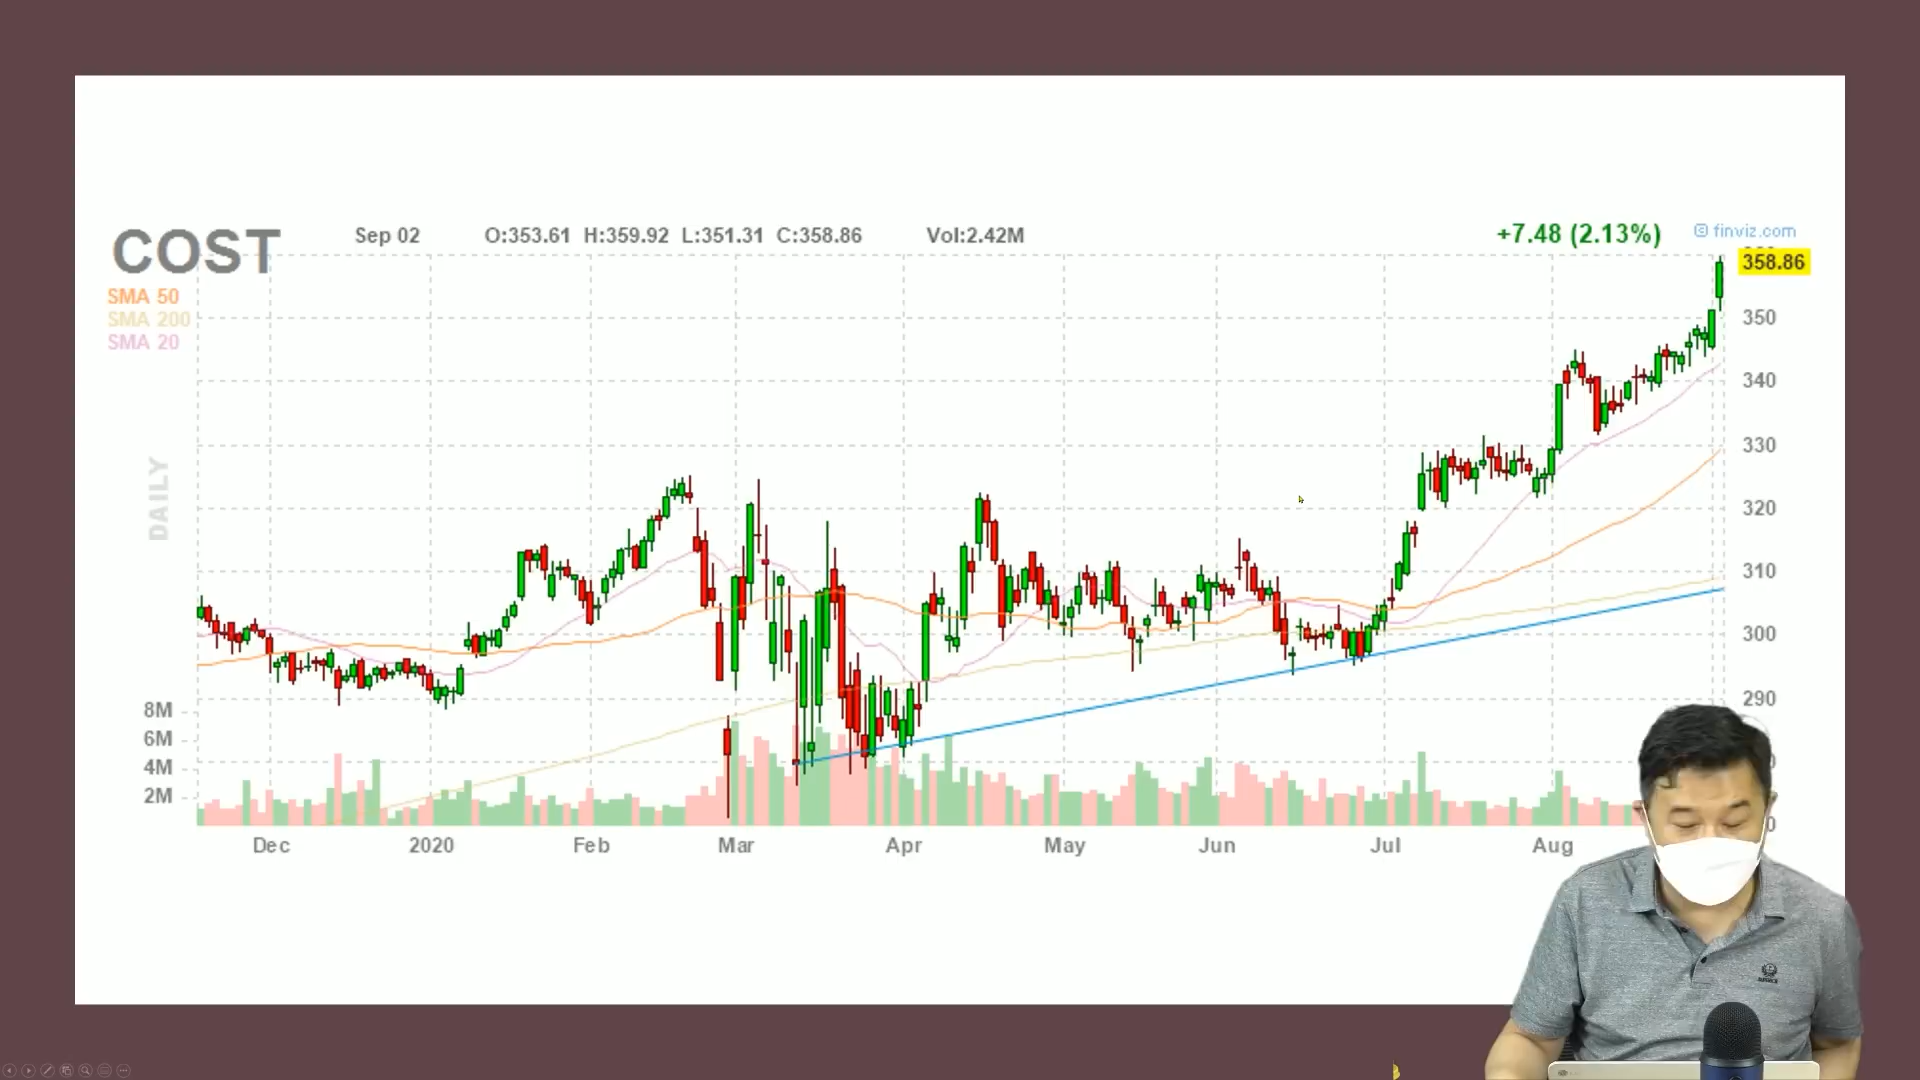 COST
Sep 02 O:353.61 H:359.92 L:351.31 C:358.86 Vol:2.42M
+7.48 (2.13%)
© finviz.com
358.86
SMA 50
SMA 200
SMA 20
DAILY
350
340
330
320
310
300
290
8M
6M
4M
2M
Dec 2020 Feb Mar Apr May Jun Jul Aug